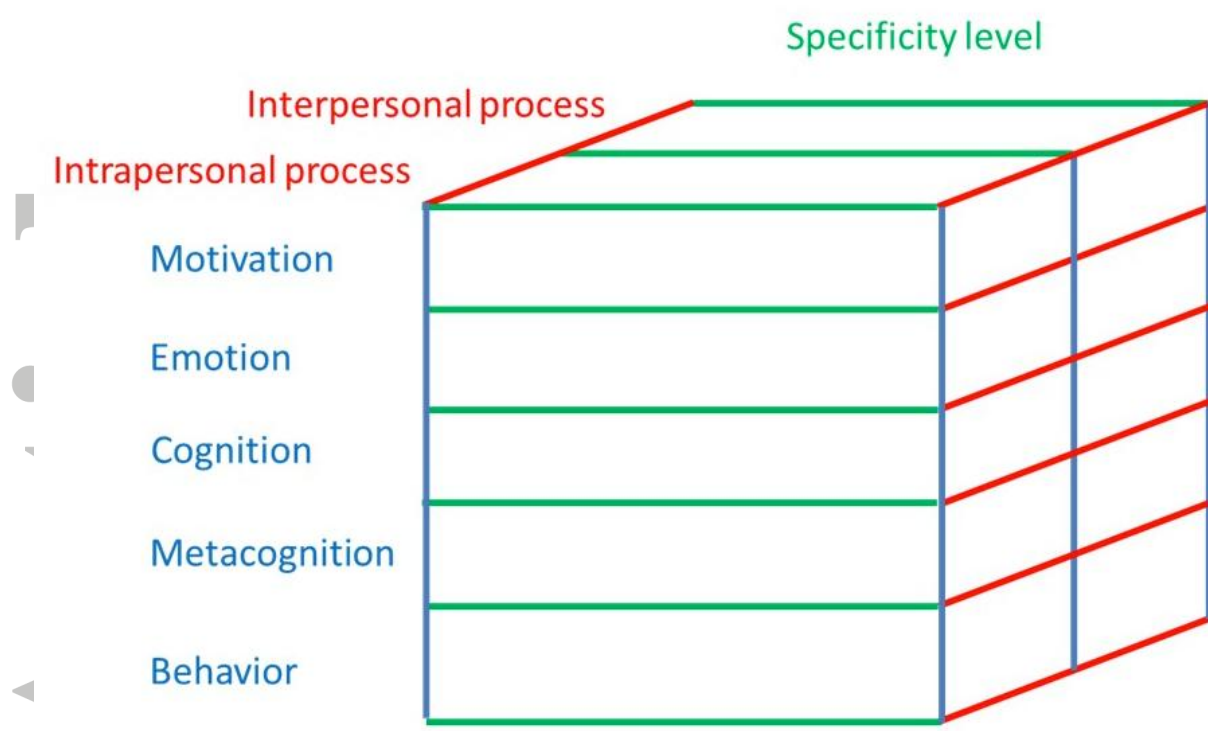 Specificity level
Interpersonal process
Intrapersonal process
Motivation
Emotion
Cognition
Metacognition
Behavior